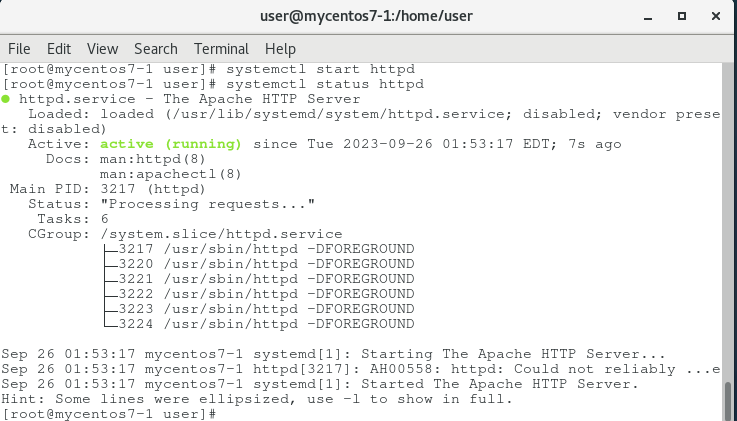 user@mycentos7-1:/home/user
File Edit View Search Terminal Help
[root@mycentos7-1 user]# systemctl start httpd
[root@mycentos7-1 user]# systemctl status httpd
● httpd.service - The Apache HTTP Server
   Loaded: loaded (/usr/lib/systemd/system/httpd.service; disabled; vendor prese
t: disabled)
   Active: active (running) since Tue 2023-09-26 01:53:17 EDT; 7s ago
     Docs: man:httpd(8)
           man:apachectl(8)
 Main PID: 3217 (httpd)
   Status: "Processing requests..."
    Tasks: 6
   CGroup: /system.slice/httpd.service
           ├─3217 /usr/sbin/httpd -DFOREGROUND
           ├─3220 /usr/sbin/httpd -DFOREGROUND
           ├─3221 /usr/sbin/httpd -DFOREGROUND
           ├─3222 /usr/sbin/httpd -DFOREGROUND
           ├─3223 /usr/sbin/httpd -DFOREGROUND
           └─3224 /usr/sbin/httpd -DFOREGROUND
Sep 26 01:53:17 mycentos7-1 systemd[1]: Starting The Apache HTTP Server...
Sep 26 01:53:17 mycentos7-1 httpd[3217]: AH00558: httpd: Could not reliably ...e
Sep 26 01:53:17 mycentos7-1 systemd[1]: Started The Apache HTTP Server.
Hint: Some lines were ellipsized, use -l to show in full.
[root@mycentos7-1 user]#